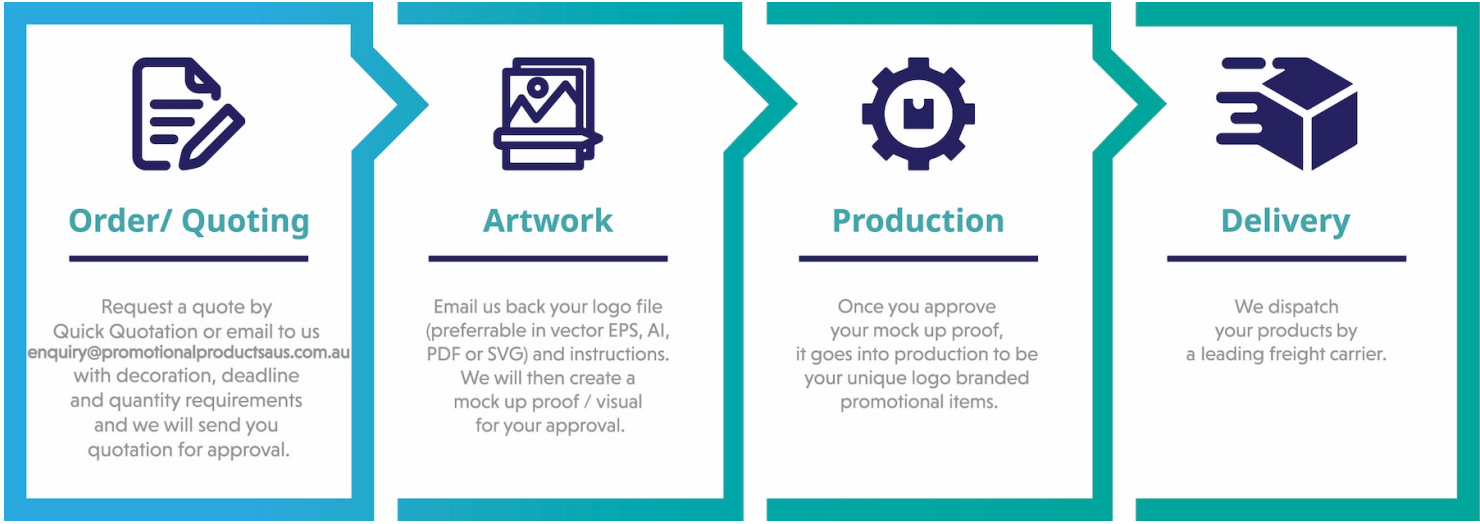 Order/ Quoting
Request a quote by
Quick Quotation or email to us
enquiry@promotionalproductsaus.com.au
with decoration, deadline
and quantity requirements
and we will send you
quotation for approval.
Artwork
Email us back your logo file
(preferrable in vector EPS, AI,
PDF or SVG) and instructions.
We will then create a
mock up proof / visual
for your approval.
Production
Once you approve
your mock up proof,
it goes into production to be
your unique logo branded
promotional items.
Delivery
We dispatch
your products by
a leading freight carrier.